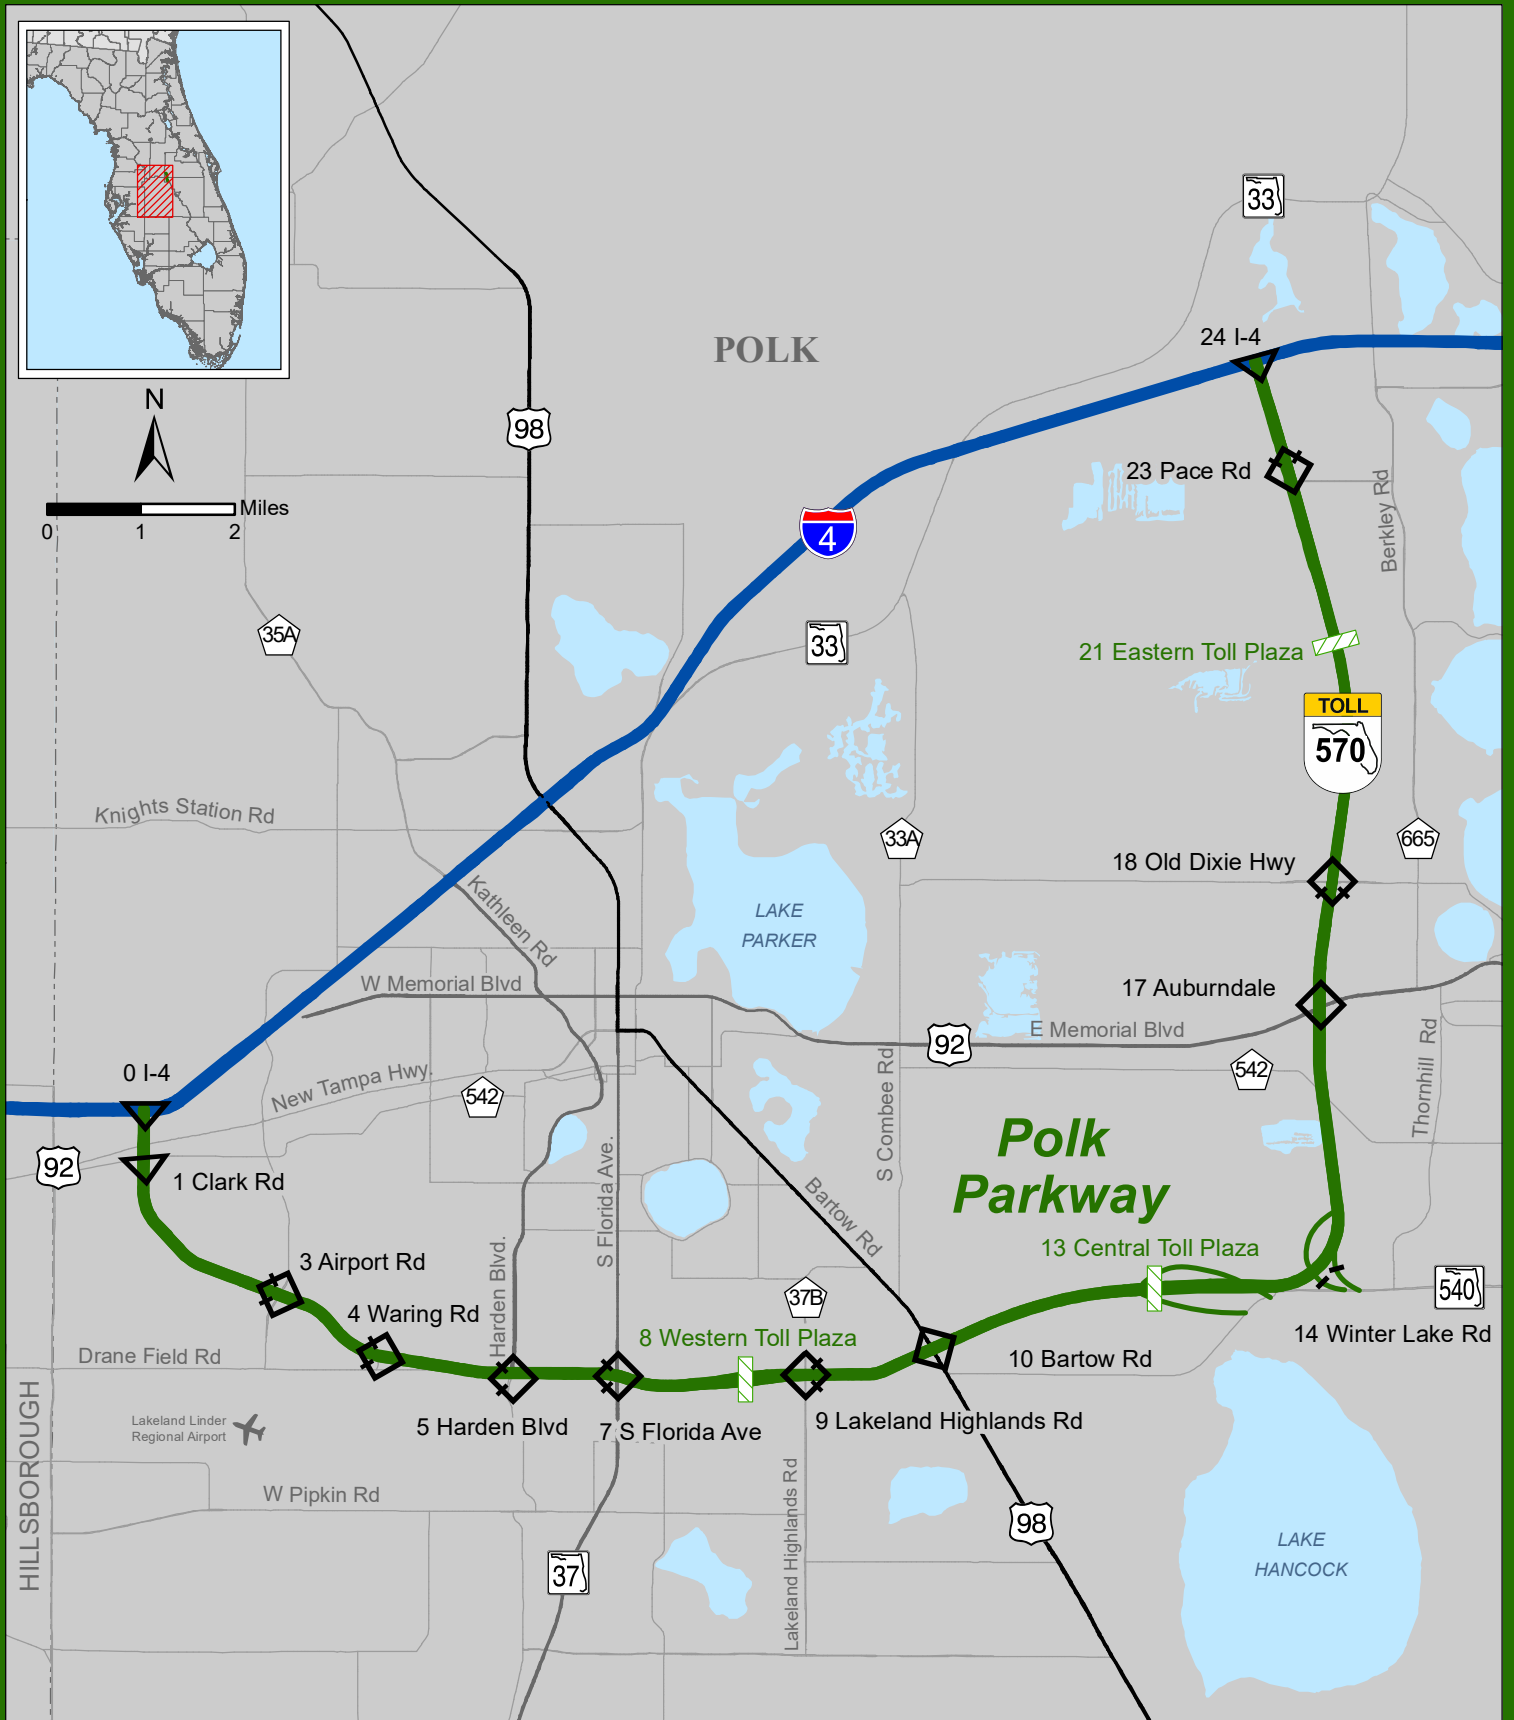 33
24 I-4
POLK
N
98
23 Pace Rd
Miles
0 1 2
Berkley Rd
4
35A
33
21 Eastern Toll Plaza
TOLL
570
Knights Station Rd
33A
665
18 Old Dixie Hwy
Kathleen Rd
LAKE
PARKER
W Memorial Blvd
17 Auburndale
E Memorial Blvd
92
0 I-4
New Tampa Hwy.
542
S Combee Rd
542
Thornhill Rd
Polk
Parkway
92
1 Clark Rd
S Florida Ave.
Bartow Rd
13 Central Toll Plaza
3 Airport Rd
Harden Blvd.
37B
540
4 Waring Rd
8 Western Toll Plaza
14 Winter Lake Rd
Drane Field Rd
10 Bartow Rd
Lakeland Linder
Regional Airport
5 Harden Blvd
7 S Florida Ave
9 Lakeland Highlands Rd
HILLSBOROUGH
W Pipkin Rd
Lakeland Highlands Rd
98
37
LAKE
HANCOCK